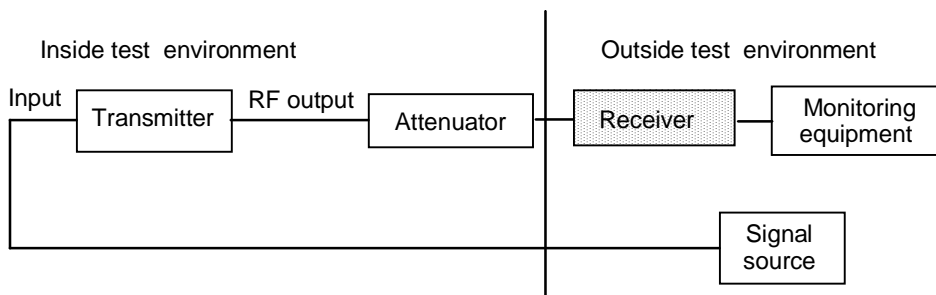 Inside test environment
Outside test environment
Input
Transmitter
RF output
Attenuator
Receiver
Monitoring
equipment
Signal
source